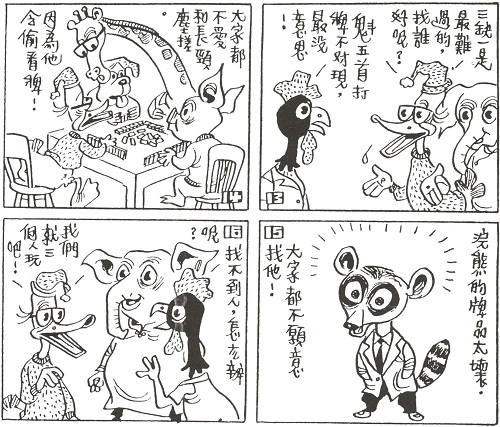 三缺一是
最難
過的,
找誰
好呢?
魁五首打
牌不对現,
最沒
意思
!
13
大家都
不愛
和長頸
鹿搓,
因為他
会偷看牌!
14
浣熊的牌品太壞.
15
大家都不願意
找他!
16
找不到人,怎么辦
呢?
我們
就三
個人玩
吧!